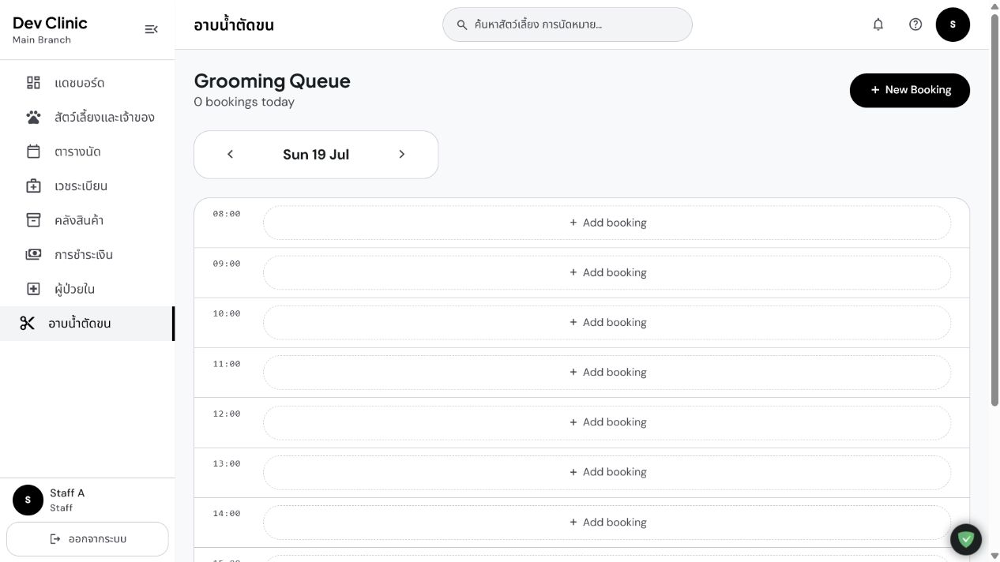 Dev Clinic
Main Branch
แดชบอร์ด
สัตว์เลี้ยงและเจ้าของ
ตารางนัด
เวชระเบียน
คลังสินค้า
การชำระเงิน
ผู้ป่วยใน
อาบน้ำตัดขน
S
Staff A
Staff
ออกจากระบบ
อาบน้ำตัดขน
ค้นหาสัตว์เลี้ยง การนัดหมาย...
S
Grooming Queue
0 bookings today
+ New Booking
Sun 19 Jul
08:00
+ Add booking
09:00
+ Add booking
10:00
+ Add booking
11:00
+ Add booking
12:00
+ Add booking
13:00
+ Add booking
14:00
+ Add booking